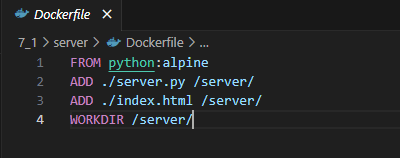 Dockerfile
7_1 > server > Dockerfile > ...
1 FROM python:alpine
2 ADD ./server.py /server/
3 ADD ./index.html /server/
4 WORKDIR /server/